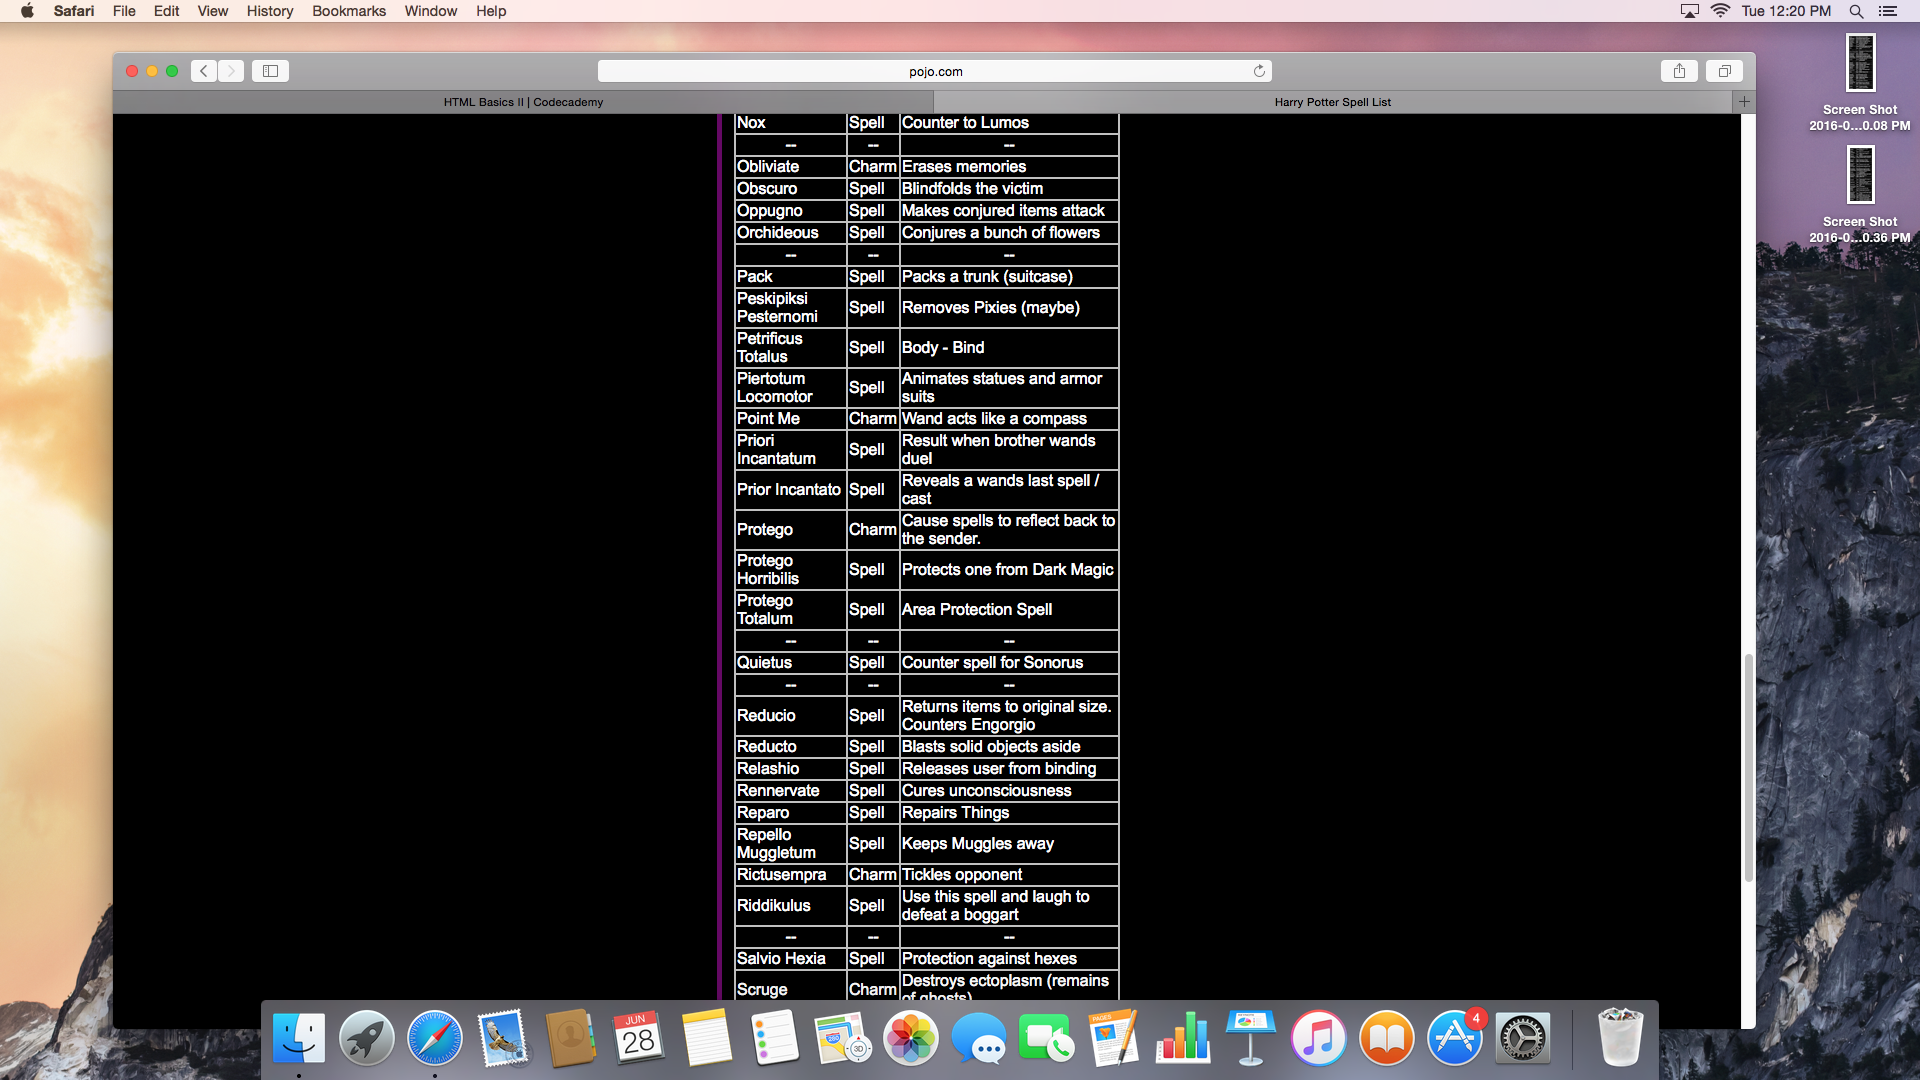 Safari File Edit View History Bookmarks Window Help Tue 12:20 PM
pojo.com
HTML Basics II | Codecademy Harry Potter Spell List
Screen Shot
2016-0...0.08 PM
Screen Shot
2016-0...0.36 PM
Nox Spell Counter to Lumos
-- -- --
Obliviate Charm Erases memories
Obscuro Spell Blindfolds the victim
Oppugno Spell Makes conjured items attack
Orchideous Spell Conjures a bunch of flowers
-- -- --
Pack Spell Packs a trunk (suitcase)
Peskipiksi
Pesternomi Spell Removes Pixies (maybe)
Petrificus
Totalus Spell Body - Bind
Piertotum
Locomotor Spell Animates statues and armor
suits
Point Me Charm Wand acts like a compass
Priori
Incantatum Spell Result when brother wands
duel
Prior Incantato Spell Reveals a wands last spell /
cast
Protego Charm Cause spells to reflect back to
the sender.
Protego
Horribilis Spell Protects one from Dark Magic
Protego
Totalum Spell Area Protection Spell
-- -- --
Quietus Spell Counter spell for Sonorus
-- -- --
Reducio Spell Returns items to original size.
Counters Engorgio
Reducto Spell Blasts solid objects aside
Relashio Spell Releases user from binding
Rennervate Spell Cures unconsciousness
Reparo Spell Repairs Things
Repello
Muggletum Spell Keeps Muggles away
Rictusempra Charm Tickles opponent
Riddikulus Spell Use this spell and laugh to
defeat a boggart
-- -- --
Salvio Hexia Spell Protection against hexes
Scruge Charm Destroys ectoplasm (remains
of ghosts)
JUN
28
280
3D
PAGES
4